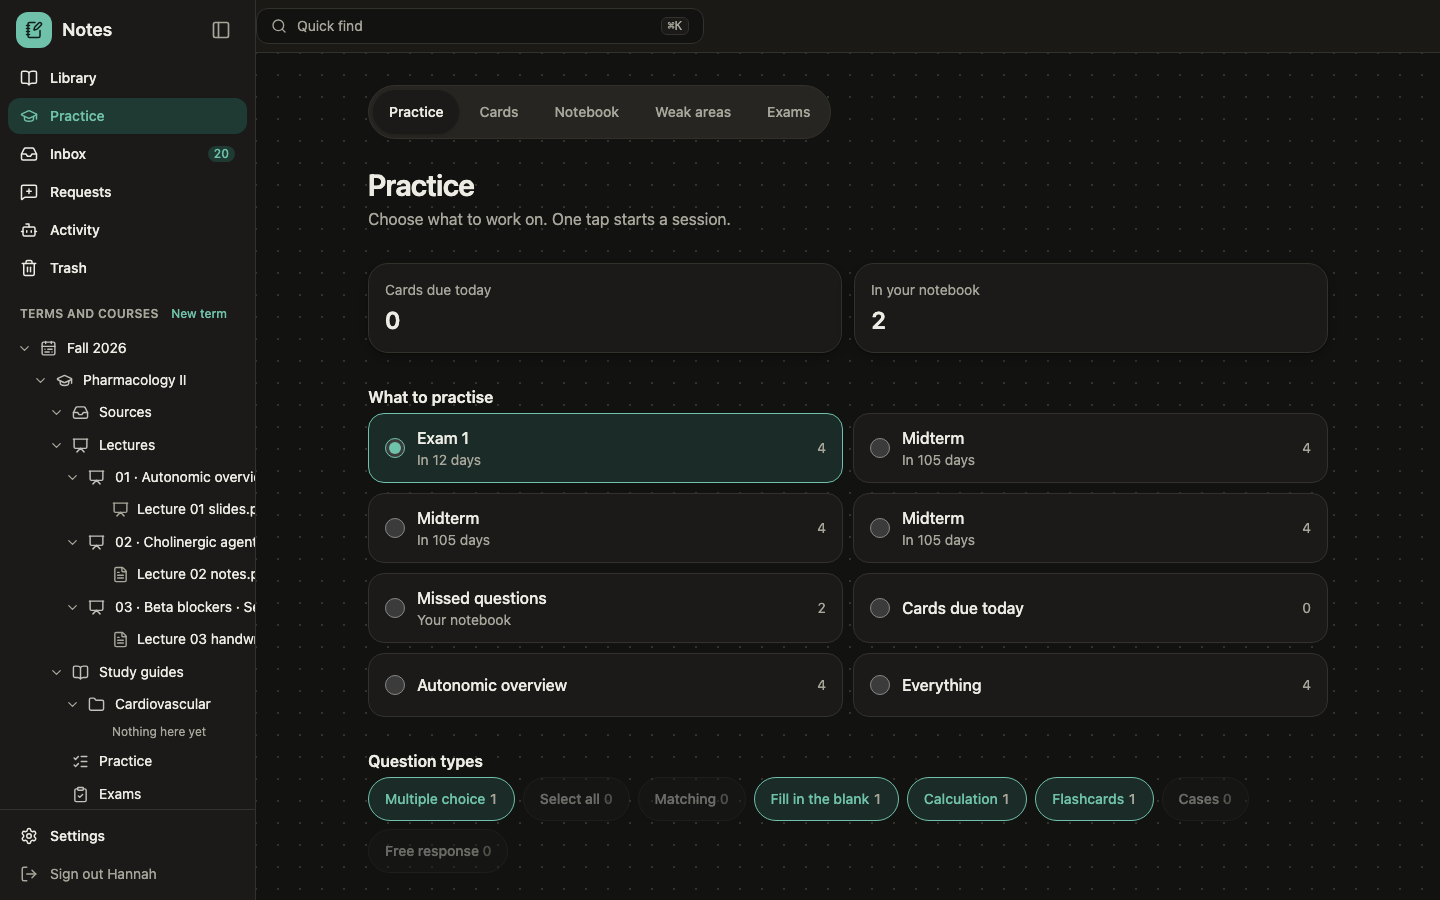 Notes
Quick find
⌘K
Library
Practice
Inbox 20
Requests
Activity
Trash
TERMS AND COURSES New term
Fall 2026
Pharmacology II
Sources
Lectures
01 · Autonomic overvi
Lecture 01 slides.p
02 · Cholinergic agent
Lecture 02 notes.p
03 · Beta blockers · Se
Lecture 03 handw
Study guides
Cardiovascular
Nothing here yet
Practice
Exams
Settings
Sign out Hannah
Practice Cards Notebook Weak areas Exams
Practice
Choose what to work on. One tap starts a session.
Cards due today
0
In your notebook
2
What to practise
Exam 1
In 12 days
4
Midterm
In 105 days
4
Midterm
In 105 days
4
Midterm
In 105 days
4
Missed questions
Your notebook
2
Cards due today
0
Autonomic overview
4
Everything
4
Question types
Multiple choice 1 Select all 0 Matching 0 Fill in the blank 1 Calculation 1 Flashcards 1 Cases 0
Free response 0